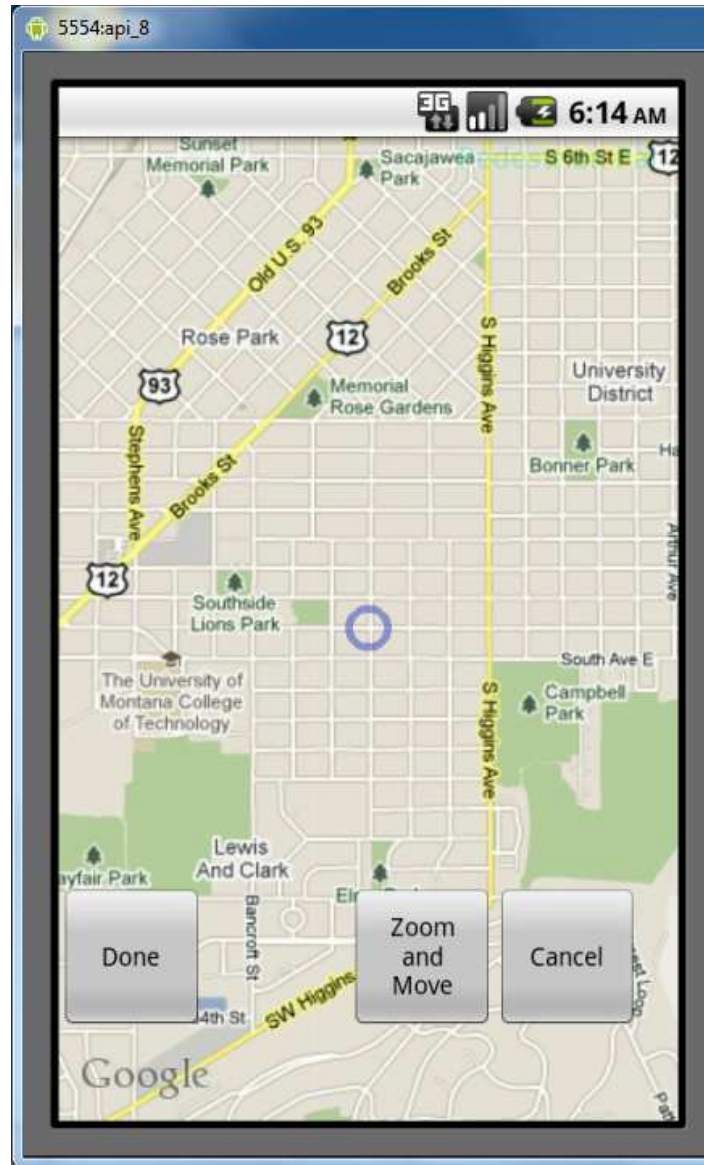 5554:api_8
3G
6:14 AM
Sunset
Memorial Park
Sacajawea
Park
S 6th St E
12
Old U.S. 93
Brooks St
Rose Park
12
S Higgins Ave
93
University
District
Memorial
Rose Gardens
Stephens Ave
Brooks St
Bonner Park
Arthur Ave
12
Southside
Lions Park
South Ave E
The University of
Montana College
of Technology
Campbell
Park
S Higgins Ave
Lewis
And Clark
ayfair Park
Bancroft St
Done
Zoom
and
Move
Cancel
4th St
SW Higgins
Google